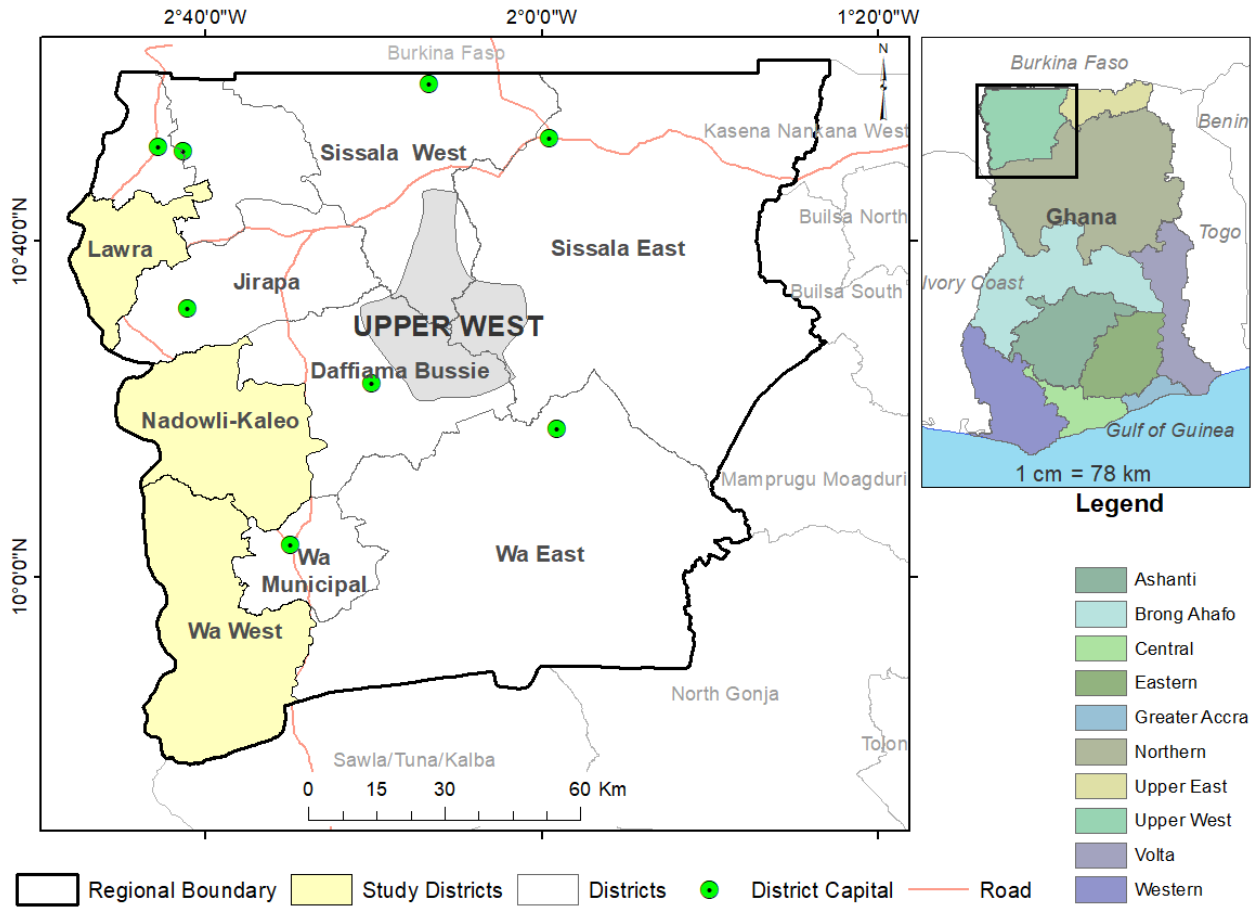 2°40'0"W
2°0'0"W
1°20'0"W
Burkina Faso
N
Kasena Nankana West
Sissala West
10°40'0"N
Lawra
Builsa North
Sissala East
Jirapa
Builsa South
UPPER WEST
Daffiama Bussie
Nadowli-Kaleo
Mamprugu Moagduri
10°0'0"N
Wa
Municipal
Wa East
Wa West
North Gonja
Tolon
Sawla/Tuna/Kalba
0 15 30 60 Km
Burkina Faso
Benin
Ghana
Togo
Ivory Coast
Gulf of Guinea
1 cm = 78 km
Legend
Ashanti
Brong Ahafo
Central
Eastern
Greater Accra
Northern
Upper East
Upper West
Volta
Western
Regional Boundary
Study Districts
Districts
District Capital
Road